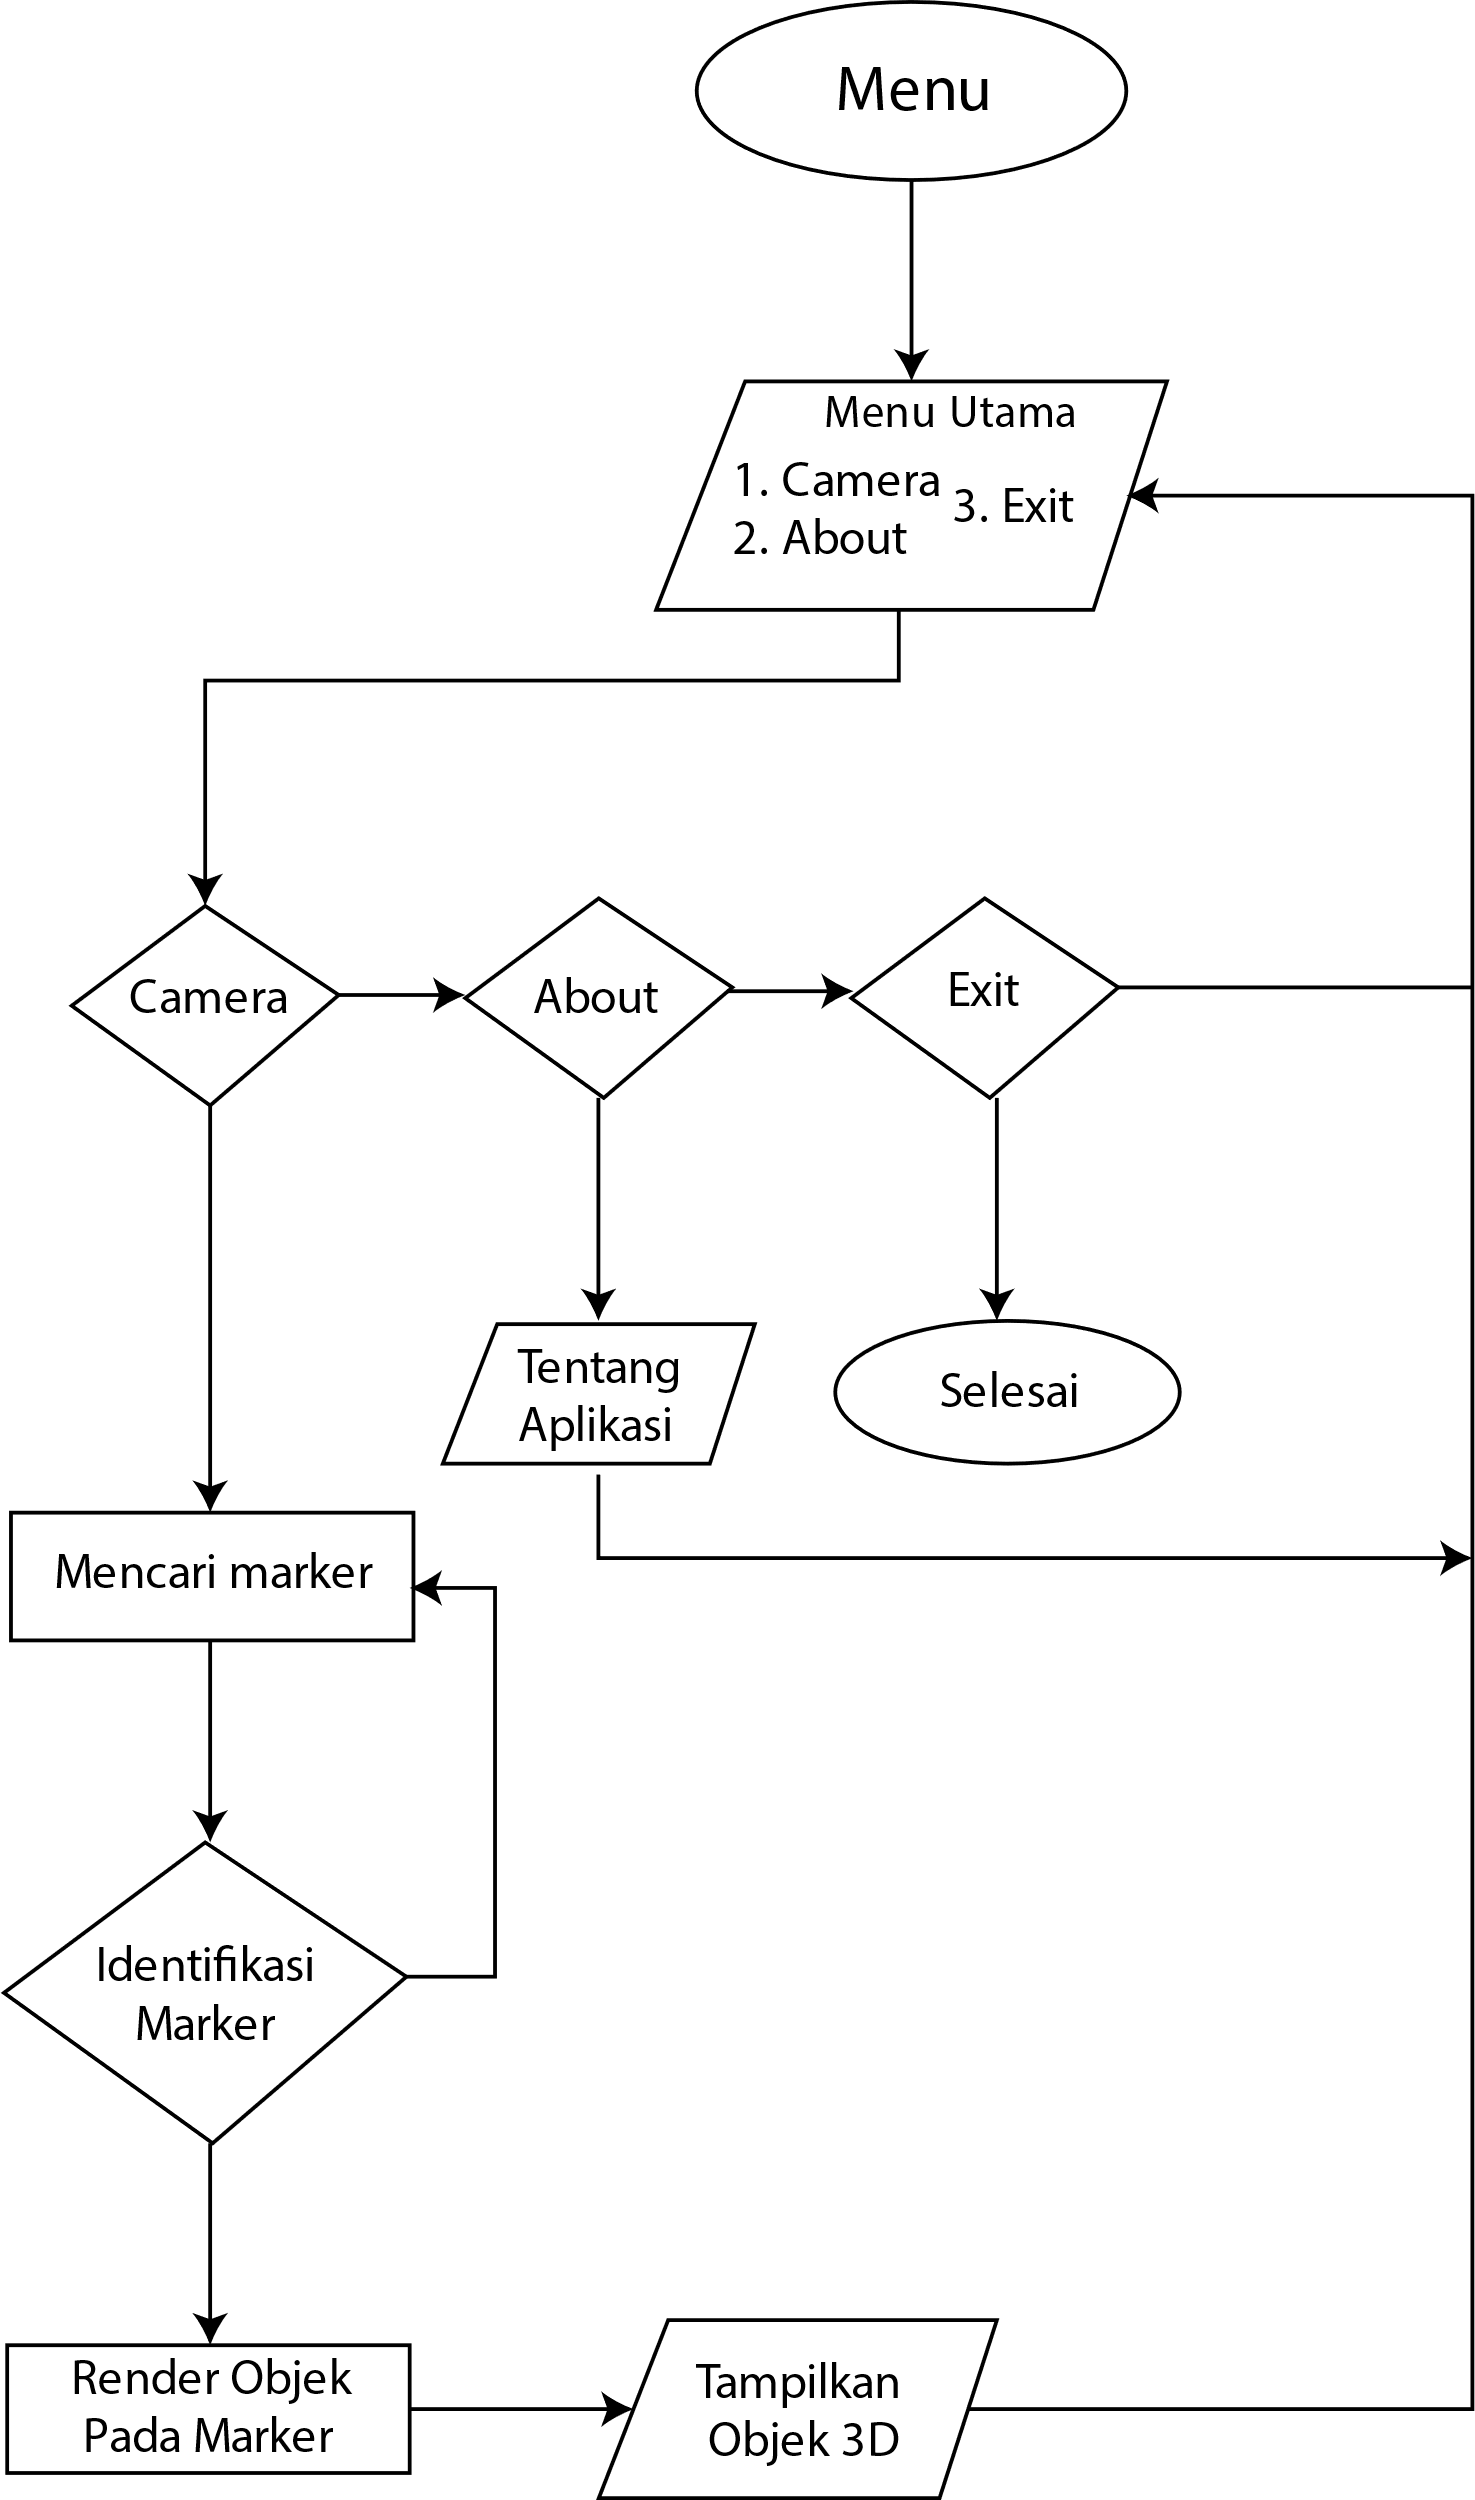 Menu
Menu Utama
1. Camera
2. About
3. Exit
Camera
About
Exit
Tentang
Aplikasi
Selesai
Mencari marker
Identifikasi
Marker
Render Objek
Pada Marker
Tampilkan
Objek 3D